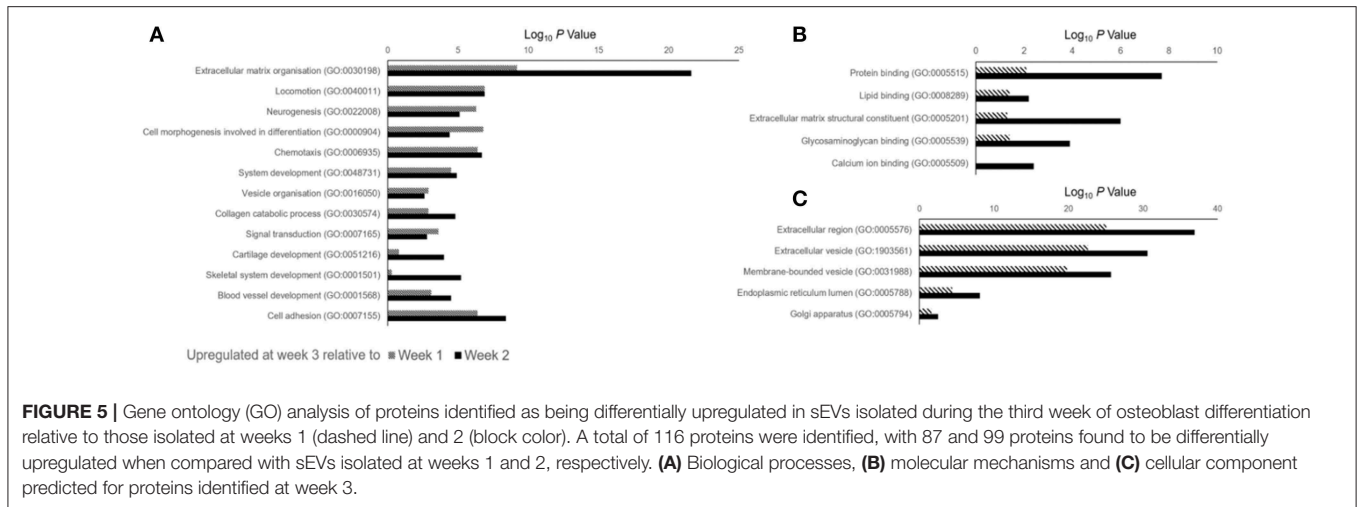 A
Log10 P Value
0 5 10 15 20 25
Extracellular matrix organisation (GO:0030198)
Locomotion (GO:0040011)
Neurogenesis (GO:0022008)
Cell morphogenesis involved in differentiation (GO:0000904)
Chemotaxis (GO:0006935)
System development (GO:0048731)
Vesicle organisation (GO:0016050)
Collagen catabolic process (GO:0030574)
Signal transduction (GO:0007165)
Cartilage development (GO:0051216)
Skeletal system development (GO:0001501)
Blood vessel development (GO:0001568)
Cell adhesion (GO:0007155)
Upregulated at week 3 relative to Week 1 Week 2
B
Log10 P Value
0 2 4 6 8 10
Protein binding (GO:0005515)
Lipid binding (GO:0008289)
Extracellular matrix structural constituent (GO:0005201)
Glycosaminoglycan binding (GO:0005539)
Calcium ion binding (GO:0005509)
Log10 P Value
C
0 10 20 30 40
Extracellular region (GO:0005576)
Extracellular vesicle (GO:1903561)
Membrane-bounded vesicle (GO:0031988)
Endoplasmic reticulum lumen (GO:0005788)
Golgi apparatus (GO:0005794)
FIGURE 5 | Gene ontology (GO) analysis of proteins identified as being differentially upregulated in sEVs isolated during the third week of osteoblast differentiation
relative to those isolated at weeks 1 (dashed line) and 2 (block color). A total of 116 proteins were identified, with 87 and 99 proteins found to be differentially
upregulated when compared with sEVs isolated at weeks 1 and 2, respectively. (A) Biological processes, (B) molecular mechanisms and (C) cellular component
predicted for proteins identified at week 3.